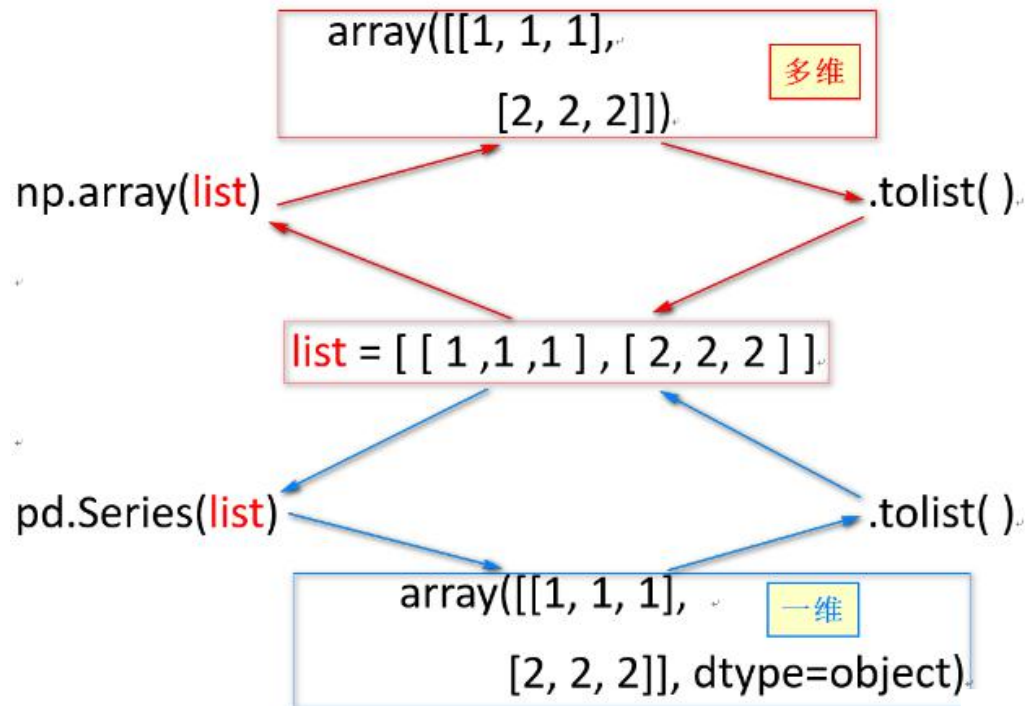 array([[1, 1, 1],
多维
[2, 2, 2]])
np.array(list)
.tolist( )
list = [ [ 1 ,1 ,1 ] , [ 2, 2, 2 ] ]
pd.Series(list)
.tolist( )
array([[1, 1, 1],
一维
[2, 2, 2]], dtype=object)